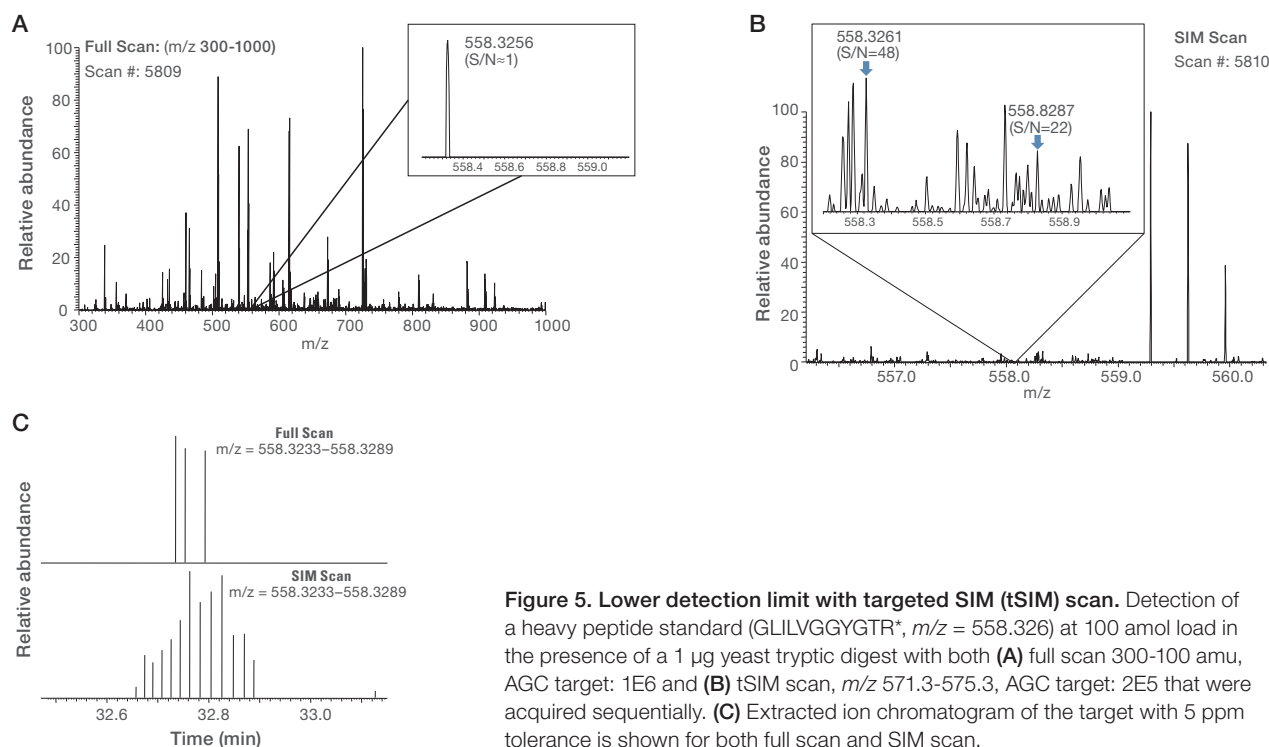 A
Full Scan: (m/z 300-1000)
Scan #: 5809
558.3256
(S/N≈1)
558.4 558.6 558.8 559.0
Relative abundance
100
80
60
40
20
0
300 400 500 600 700 800 900 1000
m/z
B
558.3261
(S/N=48)
558.8287
(S/N=22)
558.3 558.5 558.7 558.9
SIM Scan
Scan #: 5810
Relative abundance
100
80
60
40
20
0
557.0 558.0 559.0 560.0
m/z
C
Full Scan
m/z = 558.3233–558.3289
SIM Scan
m/z = 558.3233–558.3289
Relative abundance
32.6 32.8 33.0
Time (min)
Figure 5. Lower detection limit with targeted SIM (tSIM) scan. Detection of
a heavy peptide standard (GLILVGGYGTR*, m/z = 558.326) at 100 amol load in
the presence of a 1 µg yeast tryptic digest with both (A) full scan 300-100 amu,
AGC target: 1E6 and (B) tSIM scan, m/z 571.3-575.3, AGC target: 2E5 that were
acquired sequentially. (C) Extracted ion chromatogram of the target with 5 ppm
tolerance is shown for both full scan and SIM scan.